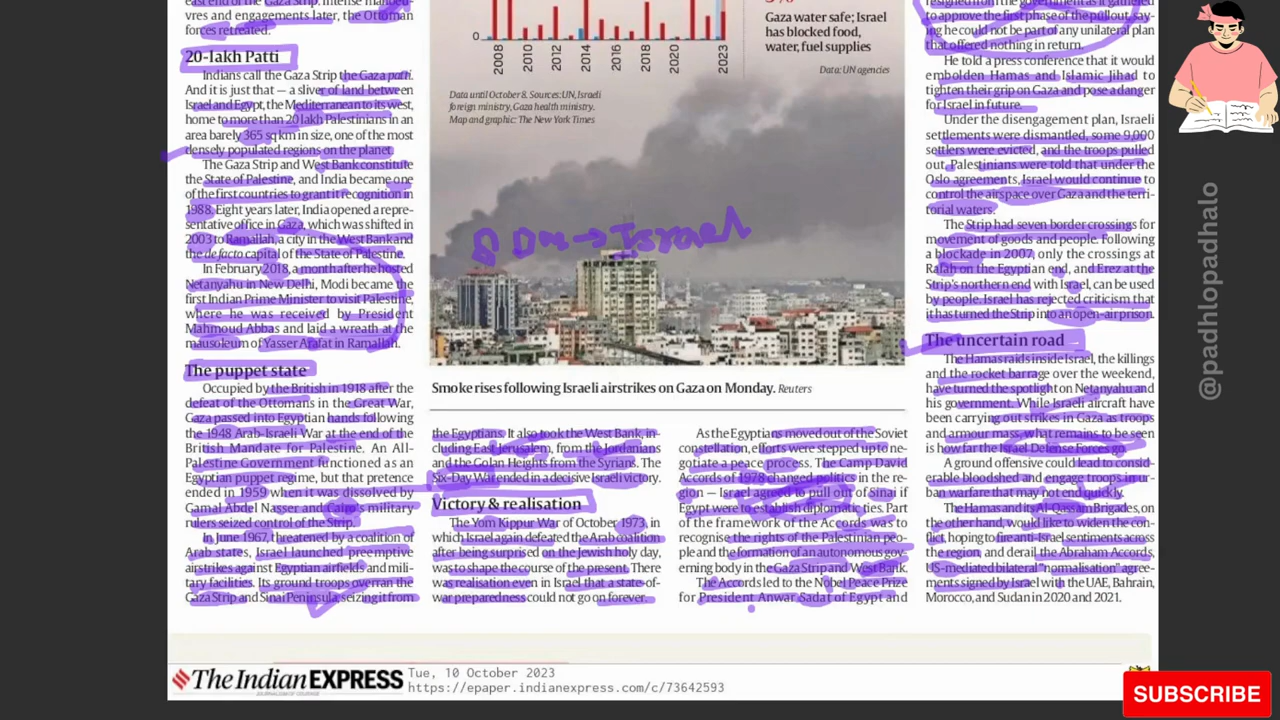 east end of the Gaza Strip. Intense manoeu-
vres and engagements later, the Ottoman
forces retreated.
20-lakh Patti
Indians call the Gaza Strip the Gaza patti.
And it is just that — a sliver of land between
Israel and Egypt, the Mediterranean to its west,
home to more than 20 lakh Palestinians in an
area barely 365 sq km in size, one of the most
densely populated regions on the planet.
The Gaza Strip and West Bank constitute
the State of Palestine, and India became one
of the first countries to grant it recognition in
1988. Eight years later, India opened a repre-
sentative office in Gaza, which was shifted in
2003 to Ramallah, a city in the West Bank and
the de facto capital of the State of Palestine.
In February 2018, a month after he hosted
Netanyahu in New Delhi, Modi became the
first Indian Prime Minister to visit Palestine,
where he was received by President
Mahmoud Abbas and laid a wreath at the
mausoleum of Yasser Arafat in Ramallah.
The puppet state
Occupied by the British in 1918 after the
defeat of the Ottomans in the Great War,
Gaza passed into Egyptian hands following
the 1948 Arab-Israeli War at the end of the
British Mandate for Palestine. An All-
Palestine Government functioned as an
Egyptian puppet regime, but that pretence
ended in 1959 when it was dissolved by
Gamal Abdel Nasser and Cairo's military
rulers seized control of the Strip.
In June 1967, threatened by a coalition of
Arab states, Israel launched preemptive
airstrikes against Egyptian airfields and mili-
tary facilities. Its ground troops overran the
Gaza Strip and Sinai Peninsula, seizing it from
0
2008
2010
2012
2014
2016
2018
2020
2023
Data until October 8. Sources: UN, Israeli
foreign ministry, Gaza health ministry.
Map and graphic: The New York Times
Gaza water safe; Israel
has blocked food,
water, fuel supplies
Data: UN agencies
Israel
Smoke rises following Israeli airstrikes on Gaza on Monday. Reuters
the Egyptians. It also took the West Bank, in-
cluding East Jerusalem, from the Jordanians
and the Golan Heights from the Syrians. The
Six-Day War ended in a decisive Israeli victory.
Victory & realisation
The Yom Kippur War of October 1973, in
which Israel again defeated the Arab coalition
after being surprised on the Jewish holy day,
was to shape the course of the present. There
was realisation even in Israel that a state-of-
war preparedness could not go on forever.
As the Egyptians moved out of the Soviet
constellation, efforts were stepped up to ne-
gotiate a peace process. The Camp David
Accords of 1978 changed politics in the re-
gion — Israel agreed to pull out of Sinai if
Egypt were to establish diplomatic ties. Part
of the framework of the Accords was to
recognise the rights of the Palestinian peo-
ple and the formation of an autonomous gov-
erning body in the Gaza Strip and West Bank.
The Accords led to the Nobel Peace Prize
for President Anwar Sadat of Egypt and
resigned from the government as it gathered
to approve the first phase of the pullout, say-
ing he could not be part of any unilateral plan
that offered nothing in return.
He told a press conference that it would
embolden Hamas and Islamic Jihad to
tighten their grip on Gaza and pose a danger
for Israel in future.
Under the disengagement plan, Israeli
settlements were dismantled, some 9,000
settlers were evicted, and the troops pulled
out. Palestinians were told that under the
Oslo agreements, Israel would continue to
control the airspace over Gaza and the terri-
torial waters.
The Strip had seven border crossings for
movement of goods and people. Following
a blockade in 2007, only the crossings at
Rafah on the Egyptian end, and Erez at the
Strip's northern end with Israel, can be used
by people. Israel has rejected criticism that
it has turned the Strip into an open-air prison.
The uncertain road
The Hamas raids inside Israel, the killings
and the rocket barrage over the weekend,
have turned the spotlight on Netanyahu and
his government. While Israeli aircraft have
been carrying out strikes in Gaza as troops
and armour mass, what remains to be seen
is how far the Israel Defense Forces go.
A ground offensive could lead to consid-
erable bloodshed and engage troops in ur-
ban warfare that may not end quickly.
The Hamas and its Al-Qassam Brigades, on
the other hand, would like to widen the con-
flict, hoping to fire anti-Israel sentiments across
the region, and derail the Abraham Accords,
US-mediated bilateral "normalisation" agree-
ments signed by Israel with the UAE, Bahrain,
Morocco, and Sudan in 2020 and 2021.
@padhlopadhalo
The Indian EXPRESS
JOURNALISM OF COURAGE
Tue, 10 October 2023
https://epaper.indianexpress.com/c/73642593
SUBSCRIBE